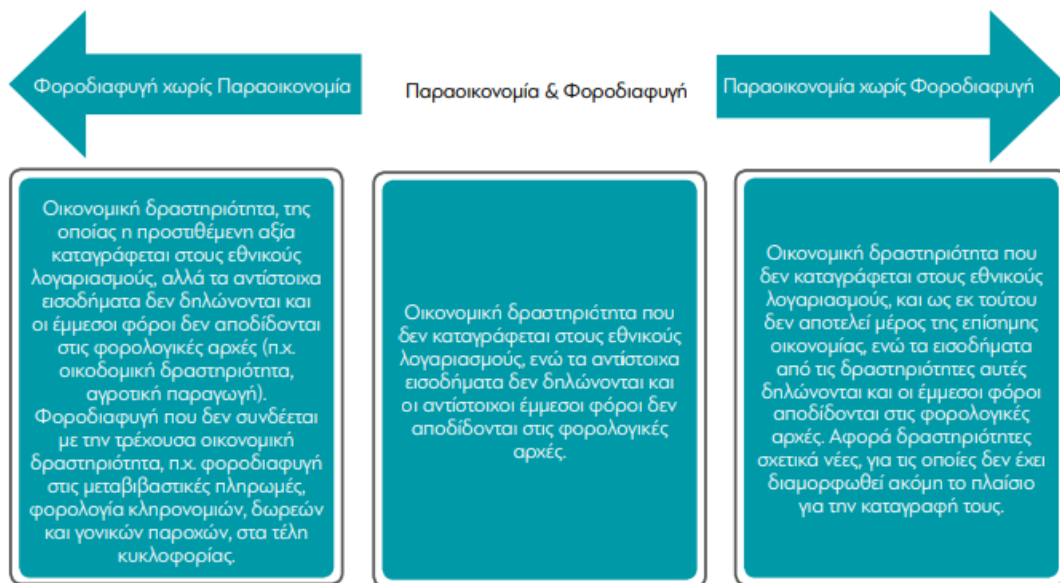 Φοροδιαφυγή χωρίς Παραοικονομία
Παραοικονομία & Φοροδιαφυγή
Παραοικονομία χωρίς Φοροδιαφυγή
Οικονομική δραστηριότητα, της
οποίας η προστιθέμενη αξία
καταγράφεται στους εθνικούς
λογαριασμούς, αλλά τα αντίστοιχα
εισοδήματα δεν δηλώνονται και
οι έμμεσοι φόροι δεν αποδίδονται
στις φορολογικές αρχές (π.χ.
οικοδομική δραστηριότητα,
αγροτική παραγωγή).
Φοροδιαφυγή που δεν συνδέεται
με την τρέχουσα οικονομική
δραστηριότητα, π.χ. φοροδιαφυγή
στις μεταβιβαστικές πληρωμές,
φορολογία κληρονομιών, δωρεών
και γονικών παροχών, στα τέλη
κυκλοφορίας.
Οικονομική δραστηριότητα που
δεν καταγράφεται στους εθνικούς
λογαριασμούς, ενώ τα αντίστοιχα
εισοδήματα δεν δηλώνονται και
οι αντίστοιχοι έμμεσοι φόροι δεν
αποδίδονται στις φορολογικές
αρχές.
Οικονομική δραστηριότητα που
δεν καταγράφεται στους εθνικούς
λογαριασμούς, και ως εκ τούτου
δεν αποτελεί μέρος της επίσημης
οικονομίας, ενώ τα εισοδήματα
από τις δραστηριότητες αυτές
δηλώνονται και οι έμμεσοι φόροι
αποδίδονται στις φορολογικές
αρχές. Αφορά δραστηριότητες
σχετικά νέες, για τις οποίες δεν έχει
διαμορφωθεί ακόμη το πλαίσιο
για την καταγραφή τους.